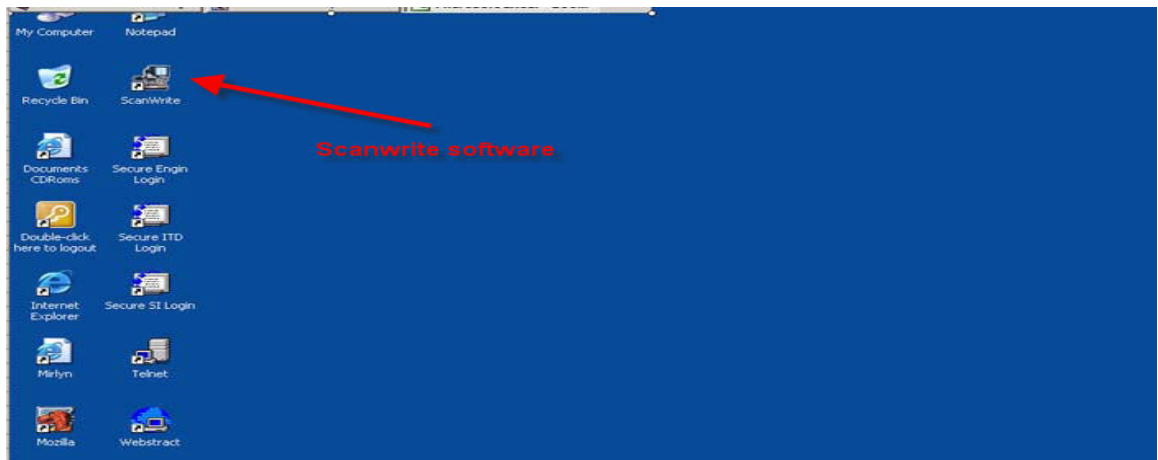 My Computer
Notepad
Recycle Bin
ScanWrite
Scanwrite software
Documents
CDRoms
Secure Engin
Login
Double-click
here to logout
Secure ITD
Login
Internet
Explorer
Secure SI Login
Mirlyn
Telnet
Mozilla
Webstract